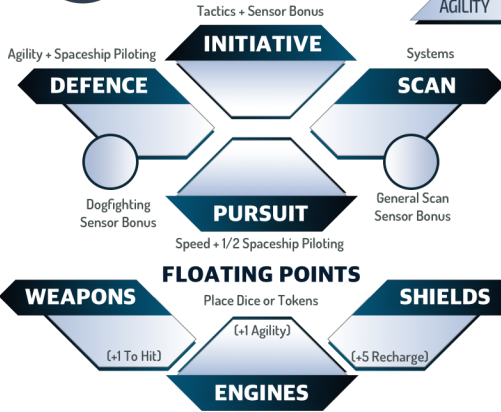 AGILITY
Tactics + Sensor Bonus
INITIATIVE
Agility + Spaceship Piloting
Systems
DEFENCE
SCAN
Dogfighting
Sensor Bonus
General Scan
Sensor Bonus
PURSUIT
Speed + 1/2 Spaceship Piloting
FLOATING POINTS
WEAPONS
Place Dice or Tokens
SHIELDS
(+1 To Hit)
(+1 Agility)
(+5 Recharge)
ENGINES